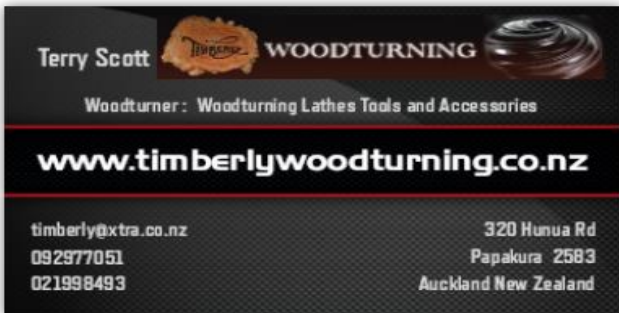 Terry Scott
Timberly
WOODTURNING
Woodturner: Woodturning Lathes Tools and Accessories
www.timberlywoodturning.co.nz
timberly@xtra.co.nz
092977051
021998493
320 Hunua Rd
Papakura 2583
Auckland New Zealand